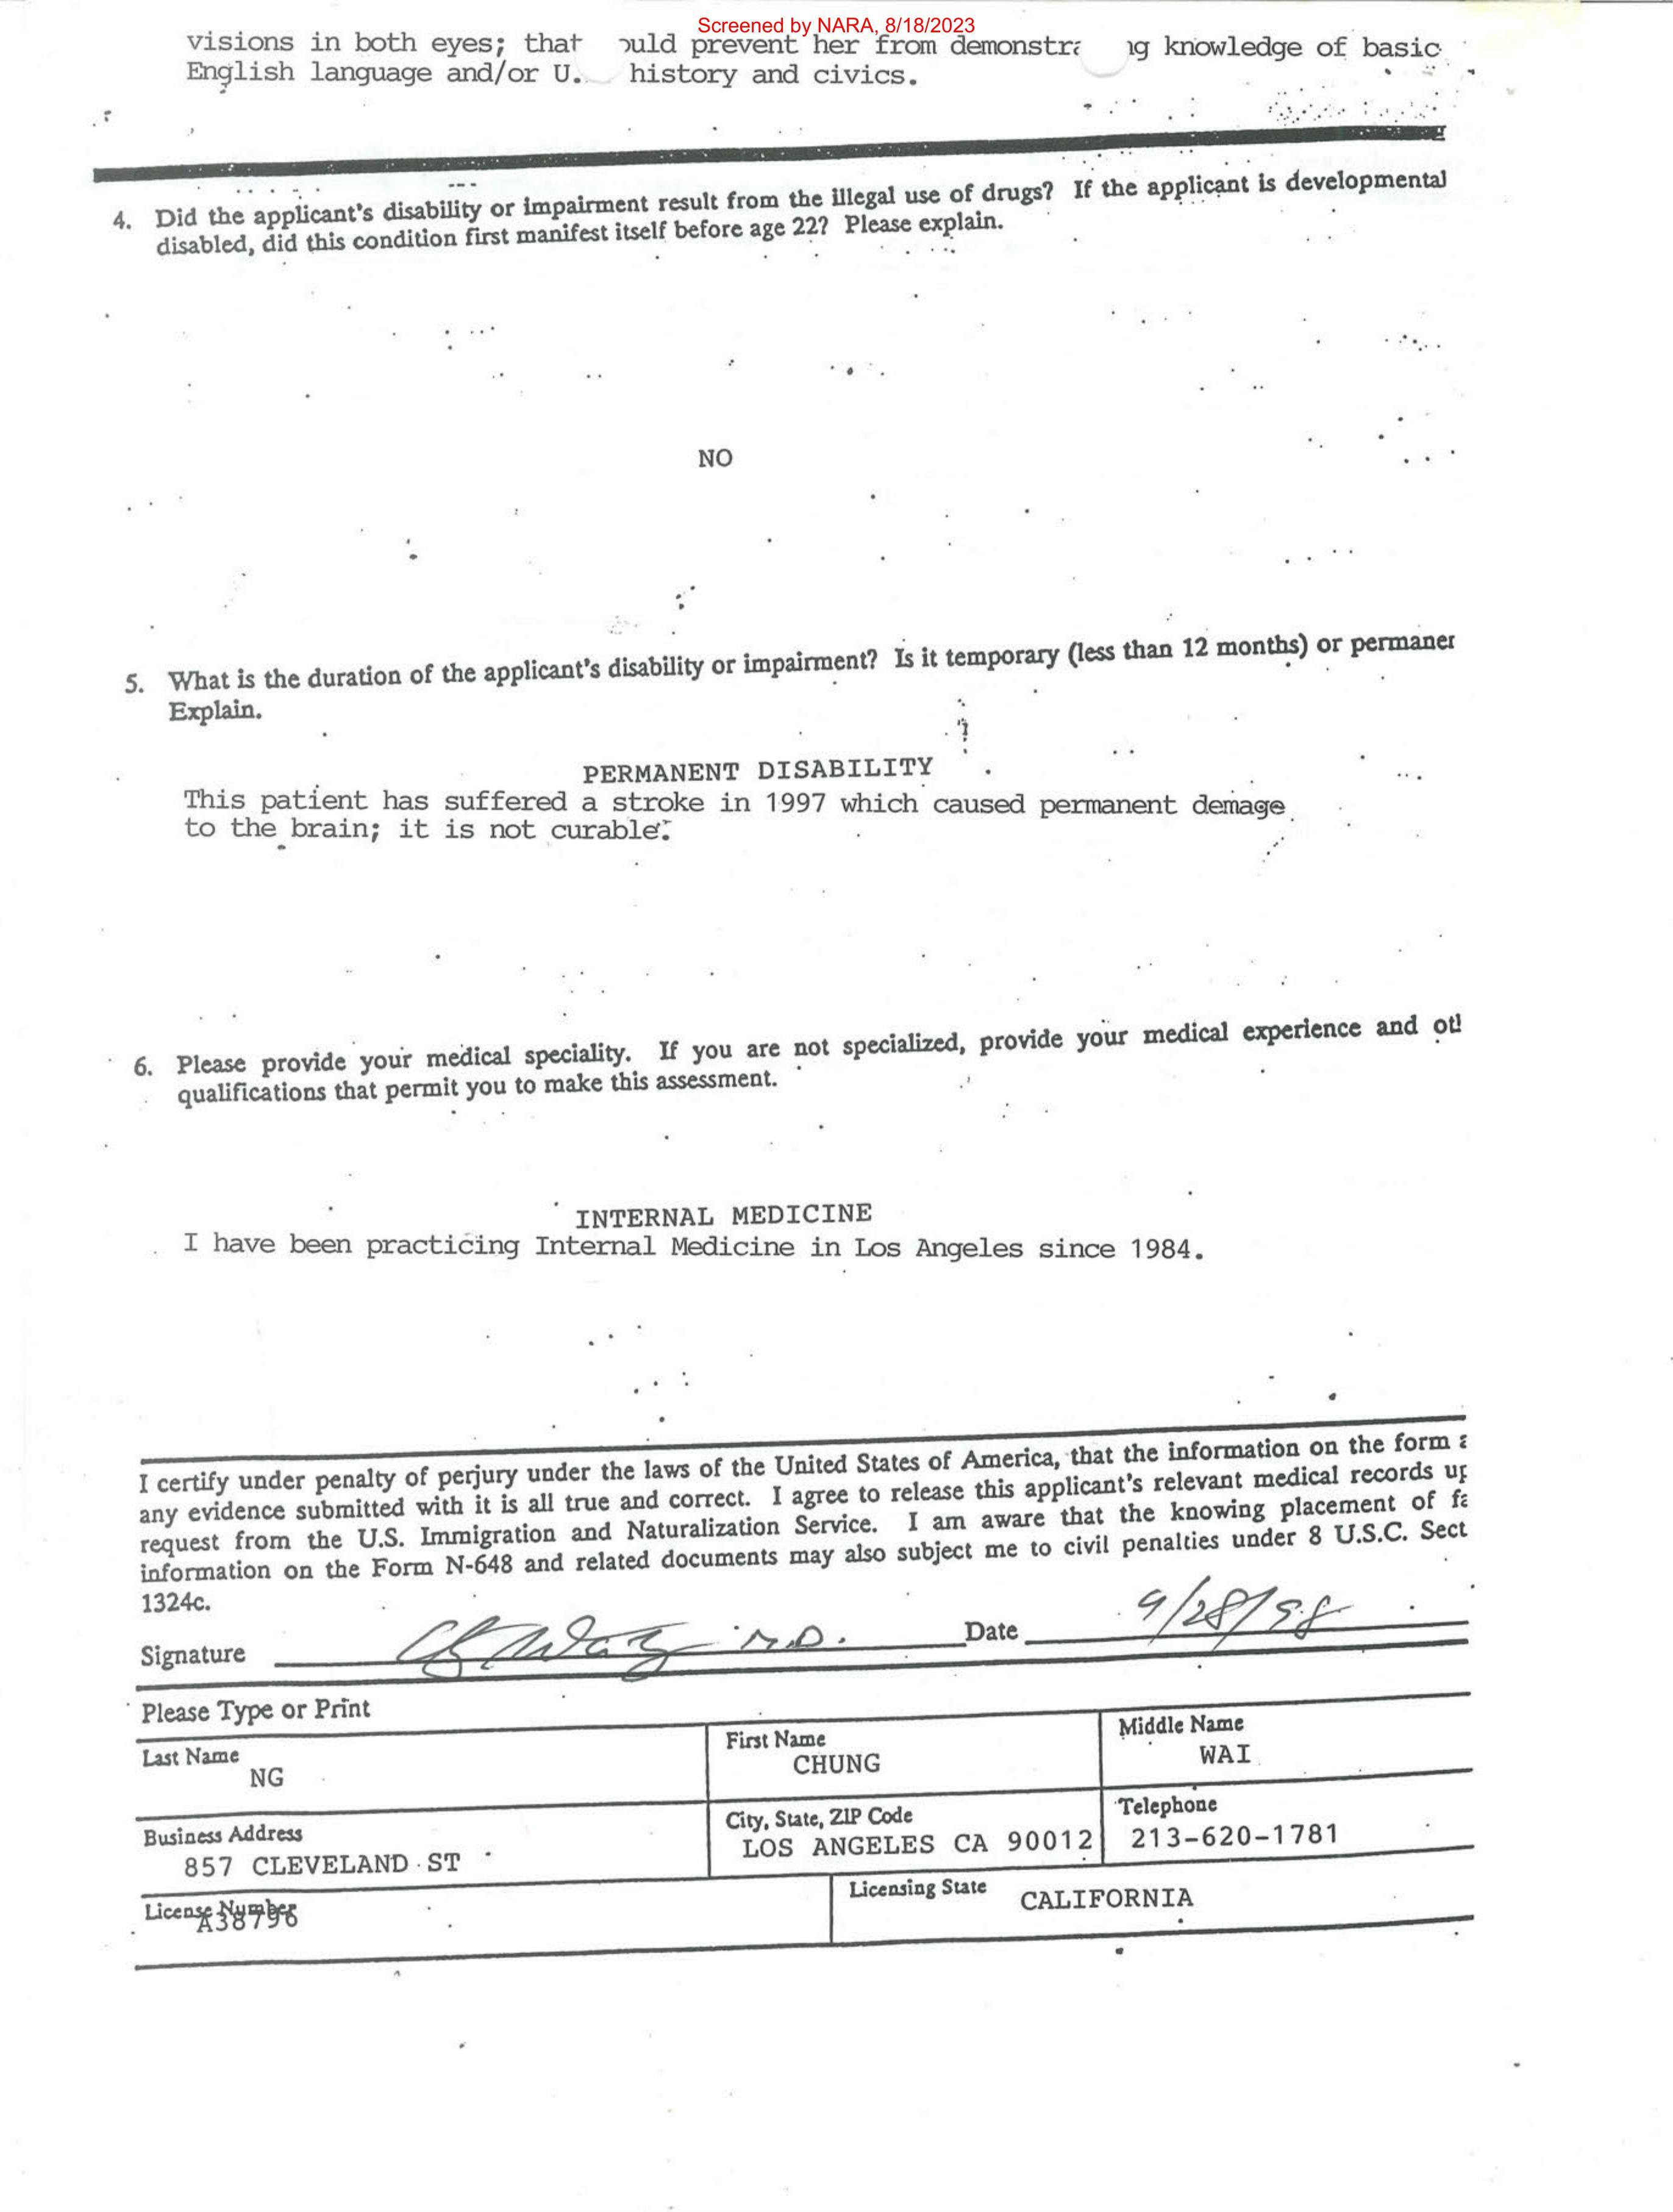 Screened by NARA, 8/18/2023
visions in both eyes; that ould prevent her from demonstra ng knowledge of basic
English language and/or U. history and civics.
4. Did the applicant's disability or impairment result from the illegal use of drugs? If the applicant is developmental
disabled, did this condition first manifest itself before age 22? Please explain.
NO
5. What is the duration of the applicant's disability or impairment? Is it temporary (less than 12 months) or permaner
Explain.
PERMANENT DISABILITY
This patient has suffered a stroke in 1997 which caused permanent demage
to the brain; it is not curable.
6. Please provide your medical speciality. If you are not specialized, provide your medical experience and ot
qualifications that permit you to make this assessment.
INTERNAL MEDICINE
I have been practicing Internal Medicine in Los Angeles since 1984.
I certify under penalty of perjury under the laws of the United States of America, that the information on the form a
any evidence submitted with it is all true and correct. I agree to release this applicant's relevant medical records up
request from the U.S. Immigration and Naturalization Service. I am aware that the knowing placement of fa
information on the Form N-648 and related documents may also subject me to civil penalties under 8 U.S.C. Sect
1324c.
Signature M.D. Date 9/28/98
Please Type or Print
Last Name First Name Middle Name
NG CHUNG WAI
Business Address City, State, ZIP Code Telephone
857 CLEVELAND ST LOS ANGELES CA 90012 213-620-1781
License Number Licensing State
A38796 CALIFORNIA